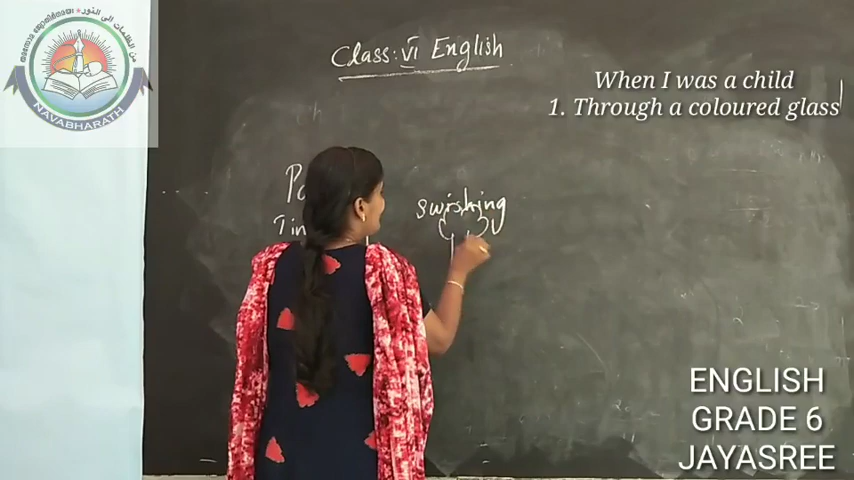 Class: VI English
When I was a child
1. Through a coloured glass
swishing
NAVABHARATH
ENGLISH
GRADE 6
JAYASREE